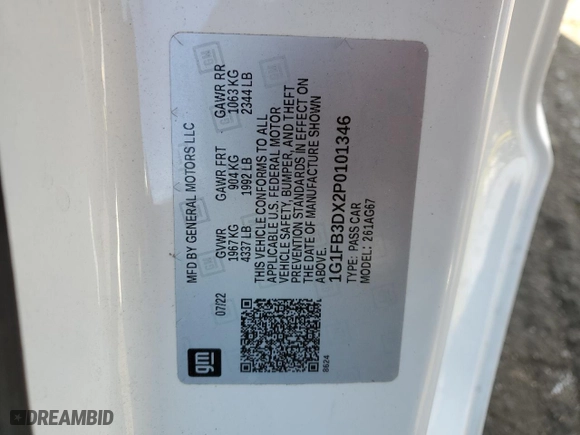 MFD BY GENERAL MOTORS LLC
07/22
GVWR GAWR FRT GAWR RR
1967 KG 904 KG 1063 KG
4337 LB 1992 LB 2344 LB
THIS VEHICLE CONFORMS TO ALL
APPLICABLE U.S. FEDERAL MOTOR
VEHICLE SAFETY, BUMPER, AND THEFT
PREVENTION STANDARDS IN EFFECT ON
THE DATE OF MANUFACTURE SHOWN
ABOVE.
1G1FB3DX2P0101346
TYPE: PASS CAR
MODEL: 261AG67
gm
8624
DREAMBID